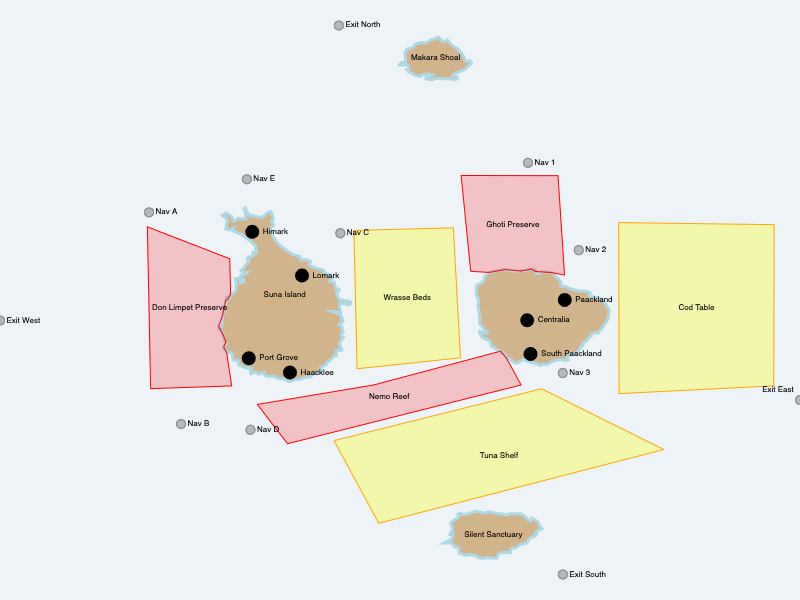 Exit North
Makara Shoal
Nav 1
Nav E
Nav A
Ghoti Preserve
Himark
Nav C
Nav 2
Lomark
Suna Island
Wrasse Beds
Paackland
Don Limpet Preserve
Cod Table
Exit West
Centralia
Port Grove
South Paackland
Haacklee
Nav 3
Exit East
Nemo Reef
Nav B
Nav D
Tuna Shelf
Silent Sanctuary
Exit South